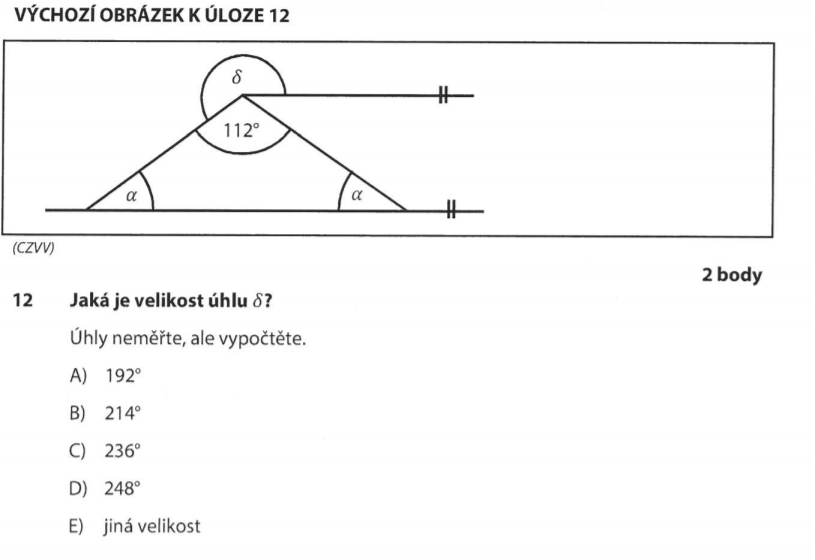 VÝCHOZÍ OBRÁZEK K ÚLOZE 12
δ
112°
α
α
(CZVV)
2 body
12 Jaká je velikost úhlu δ?
Úhly neměřte, ale vypočtěte.
A) 192°
B) 214°
C) 236°
D) 248°
E) jiná velikost